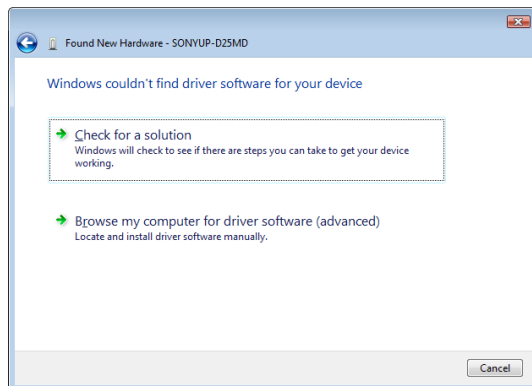 Found New Hardware - SONYUP-D25MD
Windows couldn't find driver software for your device
Check for a solution
Windows will check to see if there are steps you can take to get your device
working.
Browse my computer for driver software (advanced)
Locate and install driver software manually.
Cancel